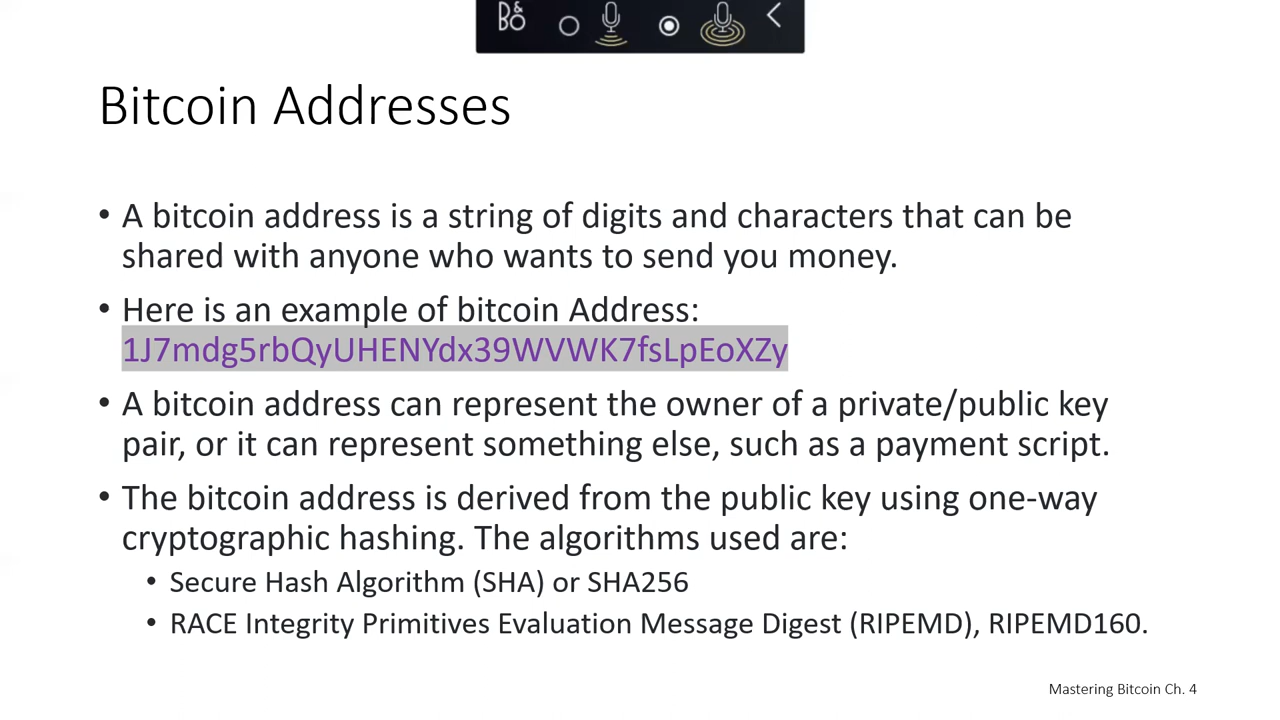 B&O
Bitcoin Addresses
• A bitcoin address is a string of digits and characters that can be
shared with anyone who wants to send you money.
• Here is an example of bitcoin Address:
1J7mdg5rbQyUHENYdx39WVWK7fsLpEoXZy
• A bitcoin address can represent the owner of a private/public key
pair, or it can represent something else, such as a payment script.
• The bitcoin address is derived from the public key using one-way
cryptographic hashing. The algorithms used are:
• Secure Hash Algorithm (SHA) or SHA256
• RACE Integrity Primitives Evaluation Message Digest (RIPEMD), RIPEMD160.
Mastering Bitcoin Ch. 4